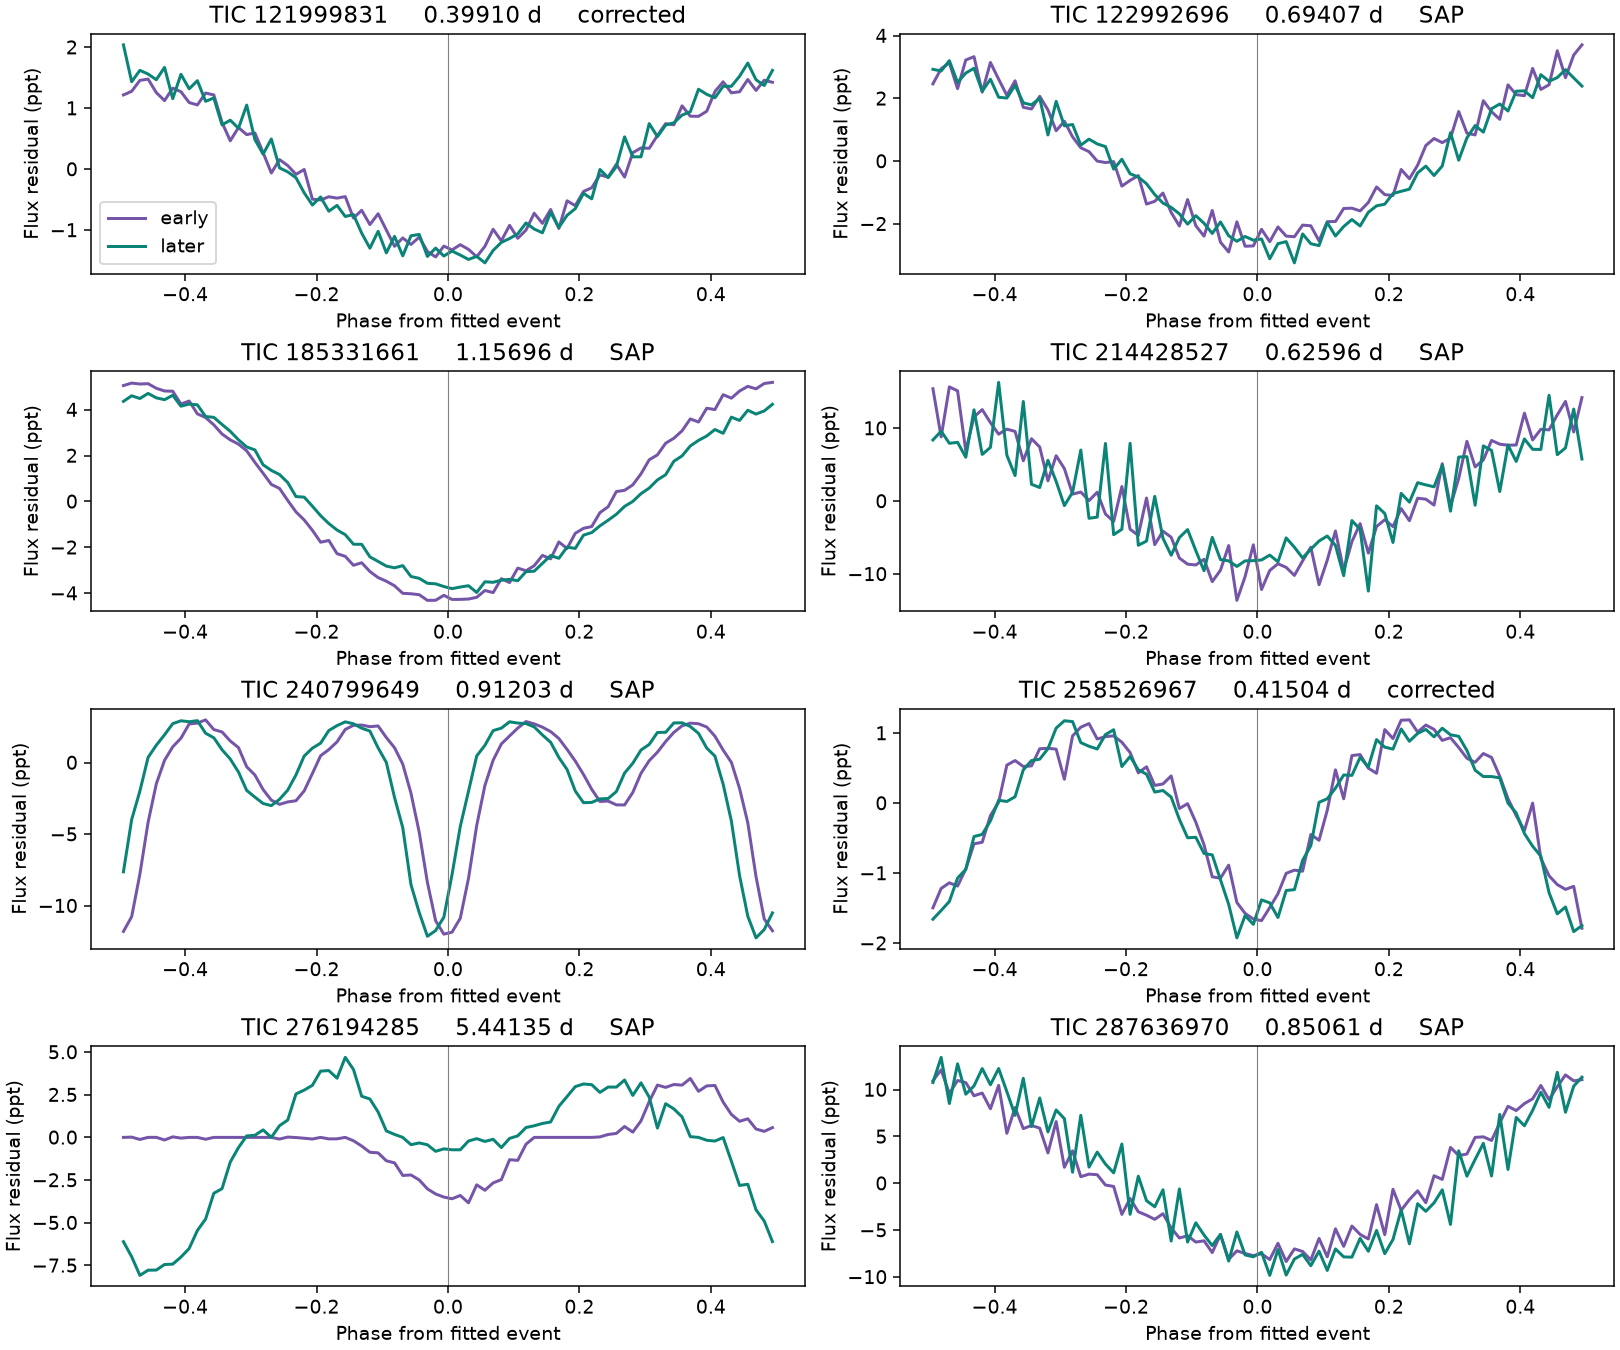 TIC 121999831 0.39910 d corrected
Flux residual (ppt)
2
1
0
−1
early
later
−0.4 −0.2 0.0 0.2 0.4
Phase from fitted event
TIC 122992696 0.69407 d SAP
Flux residual (ppt)
4
2
0
−2
−0.4 −0.2 0.0 0.2 0.4
Phase from fitted event
TIC 185331661 1.15696 d SAP
Flux residual (ppt)
4
2
0
−2
−4
−0.4 −0.2 0.0 0.2 0.4
Phase from fitted event
TIC 214428527 0.62596 d SAP
Flux residual (ppt)
10
0
−10
−0.4 −0.2 0.0 0.2 0.4
Phase from fitted event
TIC 240799649 0.91203 d SAP
Flux residual (ppt)
0
−5
−10
−0.4 −0.2 0.0 0.2 0.4
Phase from fitted event
TIC 258526967 0.41504 d corrected
Flux residual (ppt)
1
0
−1
−2
−0.4 −0.2 0.0 0.2 0.4
Phase from fitted event
TIC 276194285 5.44135 d SAP
Flux residual (ppt)
5.0
2.5
0.0
−2.5
−5.0
−7.5
−0.4 −0.2 0.0 0.2 0.4
Phase from fitted event
TIC 287636970 0.85061 d SAP
Flux residual (ppt)
10
5
0
−5
−10
−0.4 −0.2 0.0 0.2 0.4
Phase from fitted event